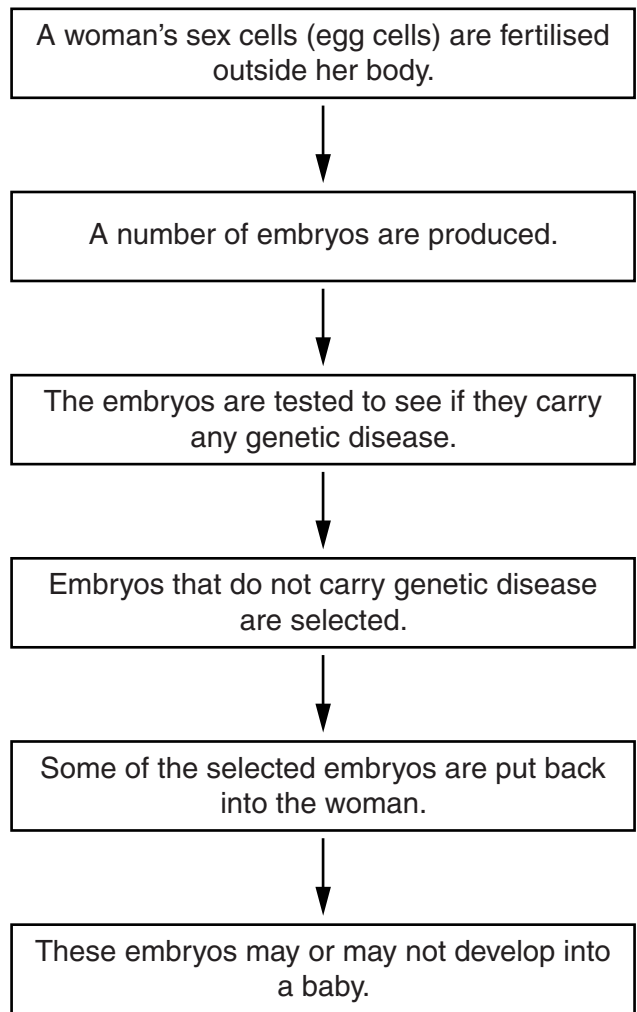 A woman's sex cells (egg cells) are fertilised
outside her body.
A number of embryos are produced.
The embryos are tested to see if they carry
any genetic disease.
Embryos that do not carry genetic disease
are selected.
Some of the selected embryos are put back
into the woman.
These embryos may or may not develop into
a baby.